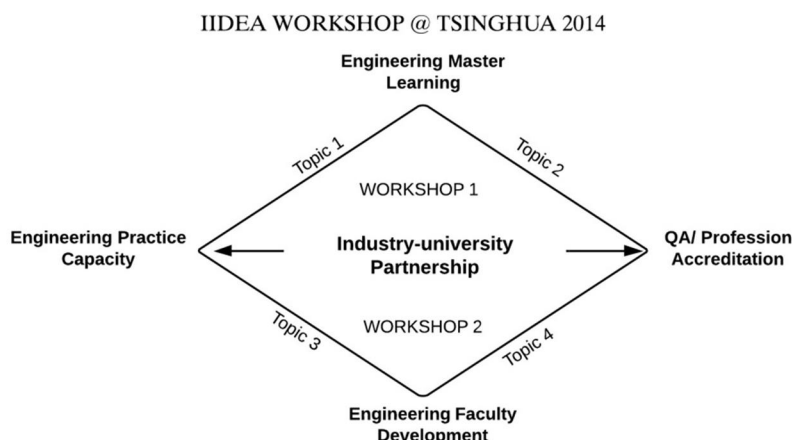 IIDEA WORKSHOP @ TSINGHUA 2014
Engineering Master
Learning
Topic 1
Topic 2
WORKSHOP 1
Engineering Practice
Capacity
Industry-university
Partnership
QA/ Profession
Accreditation
WORKSHOP 2
Topic 3
Topic 4
Engineering Faculty
Development